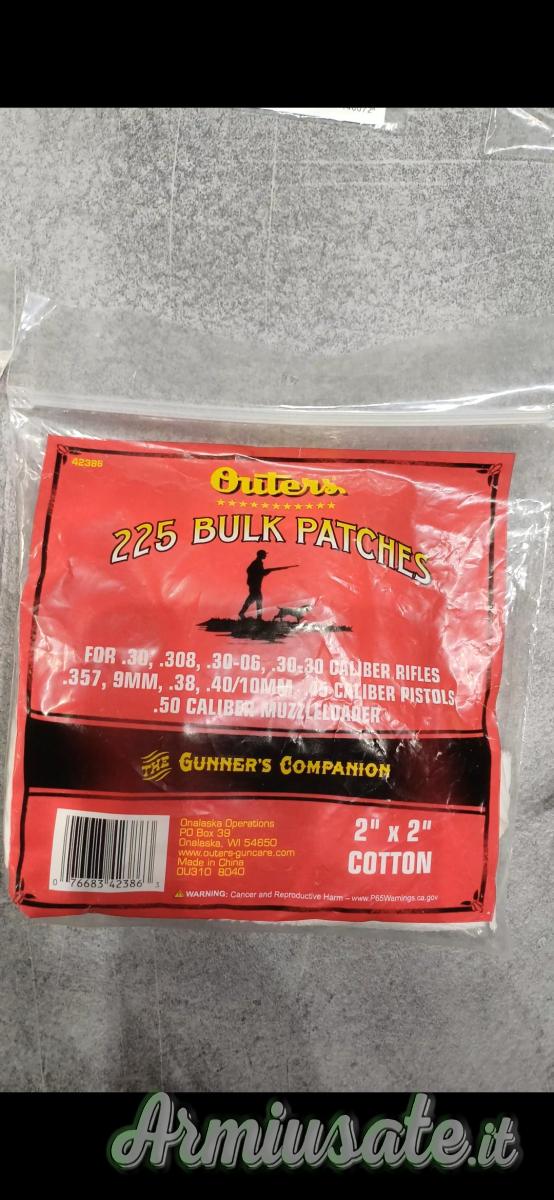 42386
Outers
225 BULK PATCHES
FOR .30, .308, .30-06, .30-30 CALIBER RIFLES
.357, 9MM, .38, .40/10MM, .45 CALIBER PISTOLS
.50 CALIBER MUZZLELOADER
THE GUNNER'S COMPANION
Onalaska Operations
PO Box 39
Onalaska, WI 54650
www.outers-guncare.com
Made in China
OU310 8040
2" x 2"
COTTON
0 76683 42386 3
WARNING: Cancer and Reproductive Harm – www.P65Warnings.ca.gov
Armiusate.it